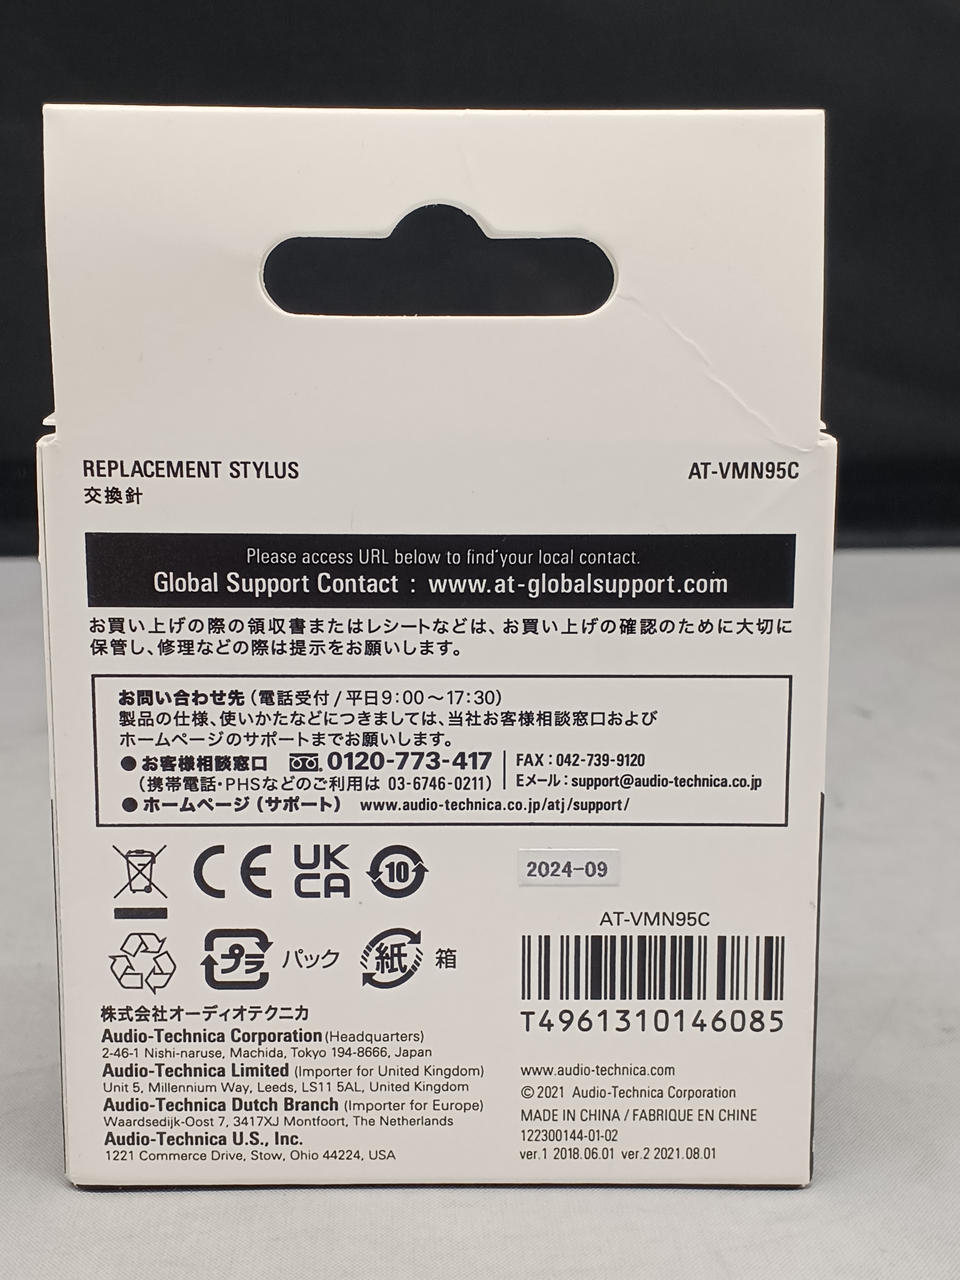 REPLACEMENT STYLUS
交換針
AT-VMN95C
Please access URL below to find your local contact.
Global Support Contact : www.at-globalsupport.com
お買い上げの際の領収書またはレシートなどは、お買い上げの確認のために大切に
保管し、修理などの際は提示をお願いします。
お問い合わせ先（電話受付/平日9:00～17:30）
製品の仕様、使いかたなどにつきましては、当社お客様相談窓口および
ホームページのサポートまでお願いします。
●お客様相談窓口 0120-773-417
（携帯電話・PHSなどのご利用は 03-6746-0211）
FAX：042-739-9120
Eメール：support@audio-technica.co.jp
●ホームページ（サポート） www.audio-technica.co.jp/atj/support/
CE
UK
CA
10
2024-09
プラ パック
紙 箱
AT-VMN95C
T4961310146085
株式会社オーディオテクニカ
Audio-Technica Corporation (Headquarters)
2-46-1 Nishi-naruse, Machida, Tokyo 194-8666, Japan
Audio-Technica Limited (Importer for United Kingdom)
Unit 5, Millennium Way, Leeds, LS11 5AL, United Kingdom
Audio-Technica Dutch Branch (Importer for Europe)
Waardsedijk-Oost 7, 3417XJ Montfoort, The Netherlands
Audio-Technica U.S., Inc.
1221 Commerce Drive, Stow, Ohio 44224, USA
www.audio-technica.com
©2021 Audio-Technica Corporation
MADE IN CHINA / FABRIQUE EN CHINE
122300144-01-02
ver.1 2018.06.01 ver.2 2021.08.01